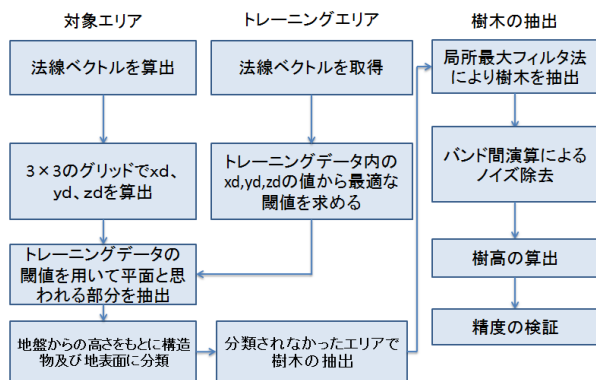 対象エリア
法線ベクトルを算出
3×3のグリッドでxd、
yd、zdを算出
トレーニングデータの
閾値を用いて平面と思
われる部分を抽出
地盤からの高さをもとに構造
物及び地表面に分類
トレーニングエリア
法線ベクトルを取得
トレーニングデータ内の
xd,yd,zdの値から最適な
閾値を求める
分類されなかったエリアで
樹木の抽出
樹木の抽出
局所最大フィルタ法
により樹木を抽出
バンド間演算による
ノイズ除去
樹高の算出
精度の検証